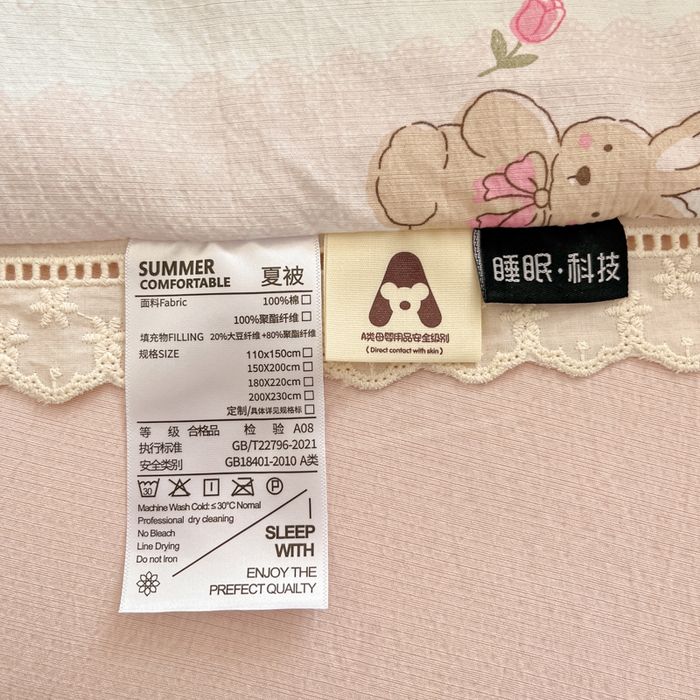 SUMMER
COMFORTABLE 夏被
面料Fabric 100%棉
100%聚酯纤维
填充物FILLING 20%大豆纤维+80%聚酯纤维
规格SIZE 110x150cm
150X200cm
180X220cm
200X230cm
定制/具体详见规格标
等 级 合格品 检 验 A08
执行标准 GB/T22796-2021
安全类别 GB18401-2010 A类
30 P
Machine Wash Cold: ≤30°C Nomal
Professional dry cleaning
No Bleach
Line Drying
Do not Iron
SLEEP
WITH
ENJOY THE
PREFECT QUAILTY
A
A类母婴用品安全级别
( Direct contact with skin )
睡眠·科技